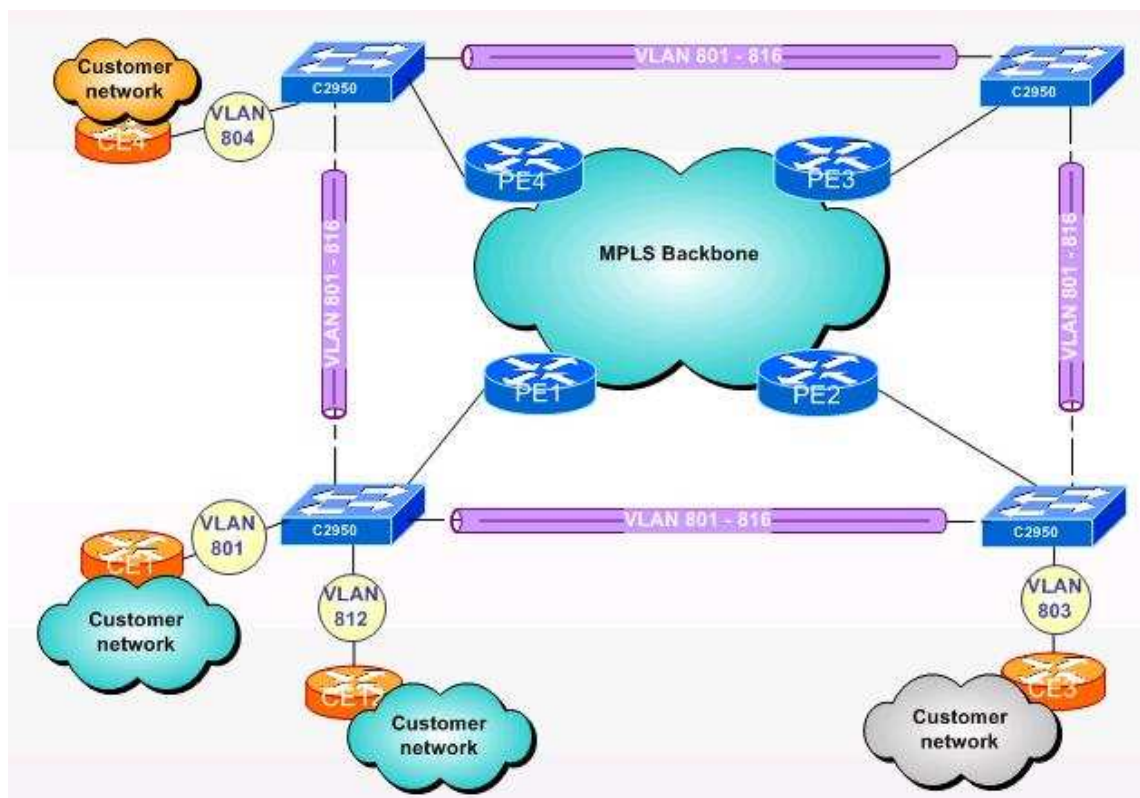 Customer
network
CE4
VLAN
804
C2950
VLAN 801 - 816
C2950
PE4
PE3
VLAN 801 - 816
MPLS Backbone
VLAN 801 - 816
PE1
PE2
C2950
VLAN 801 - 816
C2950
VLAN
801
CE1
Customer
network
VLAN
812
CE12
Customer
network
VLAN
803
CE3
Customer
network